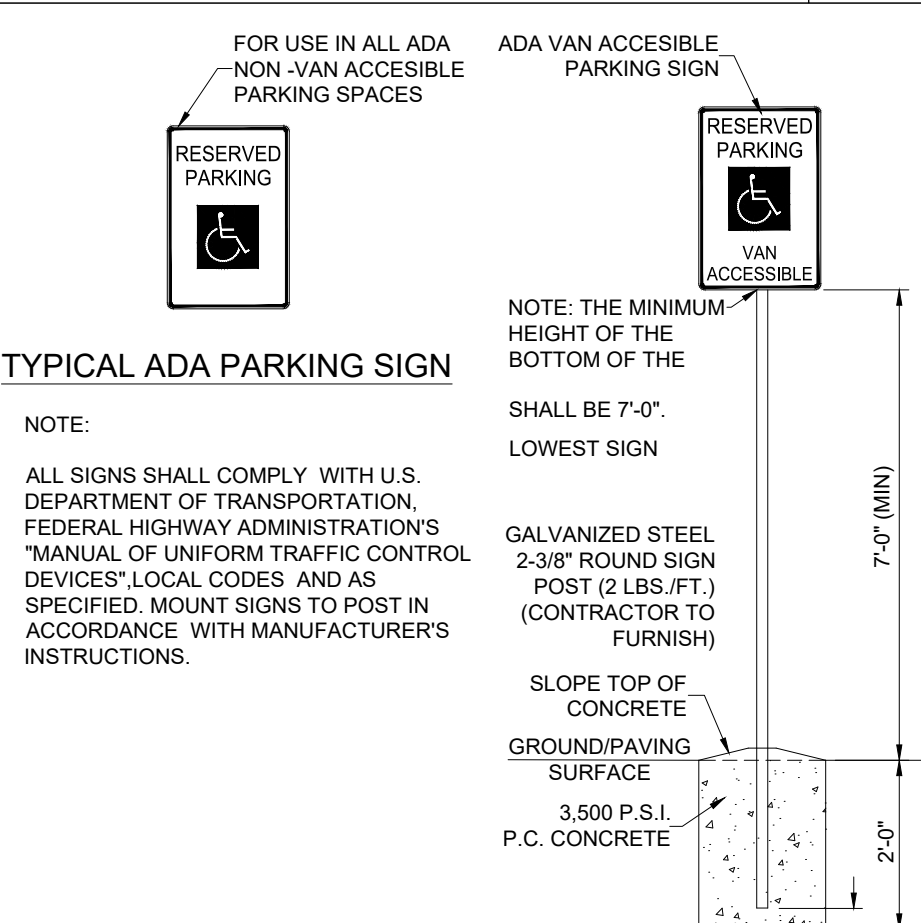 FOR USE IN ALL ADA
NON -VAN ACCESIBLE
PARKING SPACES
RESERVED
PARKING
TYPICAL ADA PARKING SIGN
NOTE:
ALL SIGNS SHALL COMPLY WITH U.S.
DEPARTMENT OF TRANSPORTATION,
FEDERAL HIGHWAY ADMINISTRATION'S
"MANUAL OF UNIFORM TRAFFIC CONTROL
DEVICES",LOCAL CODES AND AS
SPECIFIED. MOUNT SIGNS TO POST IN
ACCORDANCE WITH MANUFACTURER'S
INSTRUCTIONS.
ADA VAN ACCESIBLE
PARKING SIGN
RESERVED
PARKING
VAN
ACCESSIBLE
NOTE: THE MINIMUM
HEIGHT OF THE
BOTTOM OF THE
SHALL BE 7'-0".
LOWEST SIGN
GALVANIZED STEEL
2-3/8" ROUND SIGN
POST (2 LBS./FT.)
(CONTRACTOR TO
FURNISH)
SLOPE TOP OF
CONCRETE
GROUND/PAVING
SURFACE
3,500 P.S.I.
P.C. CONCRETE
7'-0" (MIN)
2'-0"